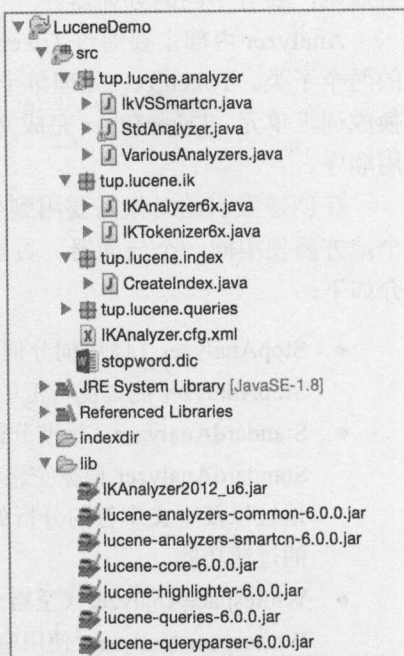 LuceneDemo
src
tup.lucene.analyzer
IkVSSmartcn.java
StdAnalyzer.java
VariousAnalyzers.java
tup.lucene.ik
IKAnalyzer6x.java
IKTokenizer6x.java
tup.lucene.index
CreateIndex.java
tup.lucene.queries
IKAnalyzer.cfg.xml
stopword.dic
JRE System Library [JavaSE-1.8]
Referenced Libraries
indexdir
lib
IKAnalyzer2012_u6.jar
lucene-analyzers-common-6.0.0.jar
lucene-analyzers-smartcn-6.0.0.jar
lucene-core-6.0.0.jar
lucene-highlighter-6.0.0.jar
lucene-queries-6.0.0.jar
lucene-queryparser-6.0.0.jar